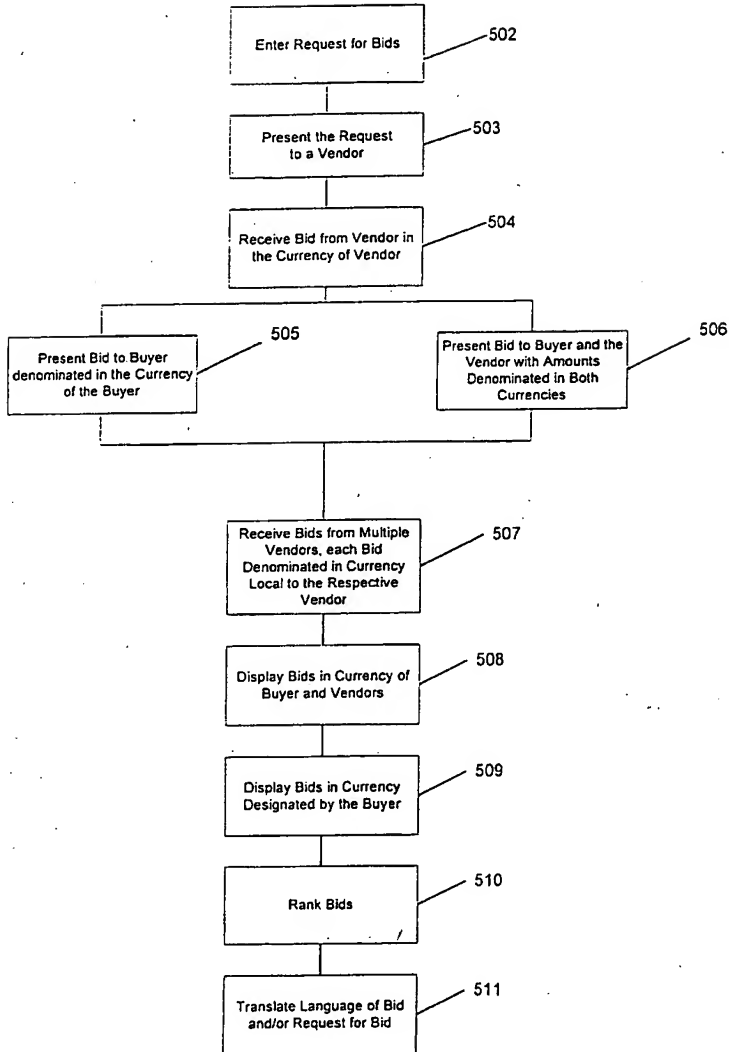 Enter Request for Bids
502
Present the Request
to a Vendor
503
Receive Bid from Vendor in
the Currency of Vendor
504
Present Bid to Buyer
denominated in the Currency
of the Buyer
505
Present Bid to Buyer and the
Vendor with Amounts
Denominated in Both
Currencies
506
Receive Bids from Multiple
Vendors, each Bid
Denominated in Currency
Local to the Respective
Vendor
507
Display Bids in Currency of
Buyer and Vendors
508
Display Bids in Currency
Designated by the Buyer
509
Rank Bids
510
Translate Language of Bid
and/or Request for Bid
511